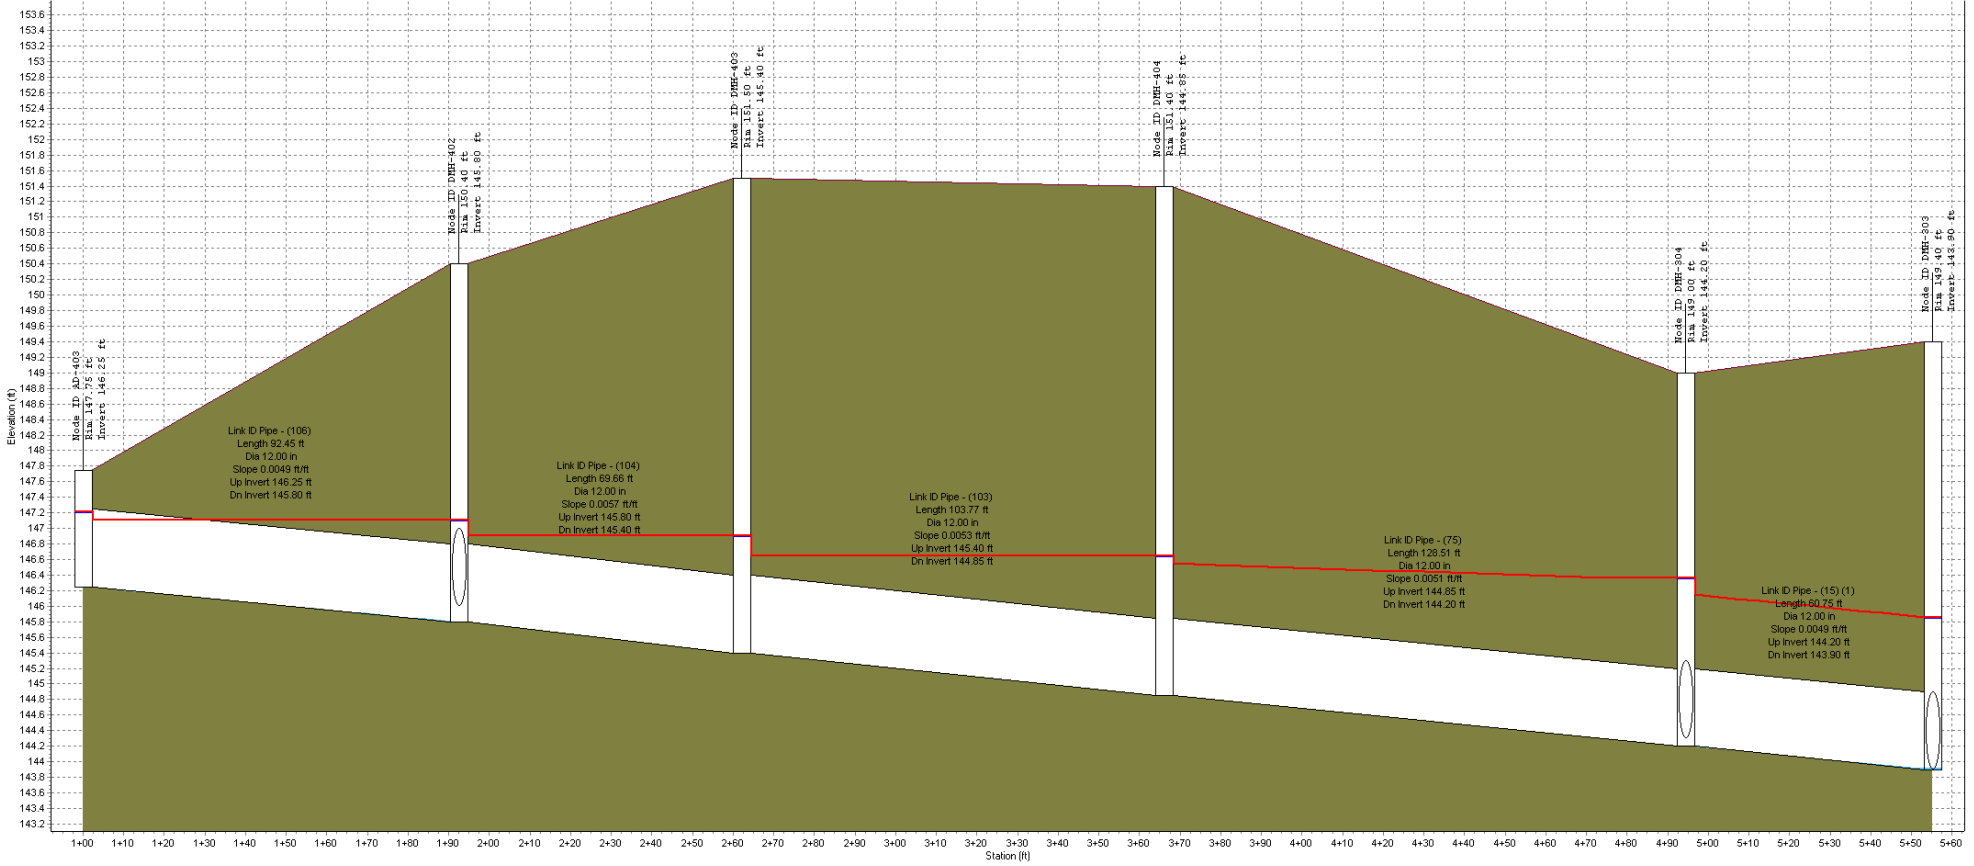 153.6
153.4
153.2
153
152.8
152.6
152.4
152.2
152
151.8
151.6
151.4
151.2
151
150.8
150.6
150.4
150.2
150
149.8
149.6
149.4
149.2
149
148.8
148.6
148.4
148.2
148
147.8
147.6
147.4
147.2
147
146.8
146.6
146.4
146.2
146
145.8
145.6
145.4
145.2
145
144.8
144.6
144.4
144.2
144
143.8
143.6
143.4
143.2
Elevation (ft)
Node ID AD-403
Rim 147.75 ft
Invert 146.25 ft
Node ID DMH-402
Rim 150.40 ft
Invert 145.80 ft
Node ID DMH-403
Rim 151.50 ft
Invert 145.40 ft
Node ID DMH-404
Rim 151.40 ft
Invert 144.85 ft
Node ID DMH-304
Rim 149.00 ft
Invert 144.20 ft
Node ID DMH-303
Rim 149.40 ft
Invert 143.90 ft
Link ID Pipe - (106)
Length 92.45 ft
Dia 12.00 in
Slope 0.0049 ft/ft
Up Invert 146.25 ft
Dn Invert 145.80 ft
Link ID Pipe - (104)
Length 69.66 ft
Dia 12.00 in
Slope 0.0057 ft/ft
Up Invert 145.80 ft
Dn Invert 145.40 ft
Link ID Pipe - (103)
Length 103.77 ft
Dia 12.00 in
Slope 0.0053 ft/ft
Up Invert 145.40 ft
Dn Invert 144.85 ft
Link ID Pipe - (75)
Length 128.51 ft
Dia 12.00 in
Slope 0.0051 ft/ft
Up Invert 144.85 ft
Dn Invert 144.20 ft
Link ID Pipe - (15) (1)
Length 60.75 ft
Dia 12.00 in
Slope 0.0049 ft/ft
Up Invert 144.20 ft
Dn Invert 143.90 ft
1+00 1+10 1+20 1+30 1+40 1+50 1+60 1+70 1+80 1+90 2+00 2+10 2+20 2+30 2+40 2+50 2+60 2+70 2+80 2+90 3+00 3+10 3+20 3+30 3+40 3+50 3+60 3+70 3+80 3+90 4+00 4+10 4+20 4+30 4+40 4+50 4+60 4+70 4+80 4+90 5+00 5+10 5+20 5+30 5+40 5+50 5+60
Station (ft)